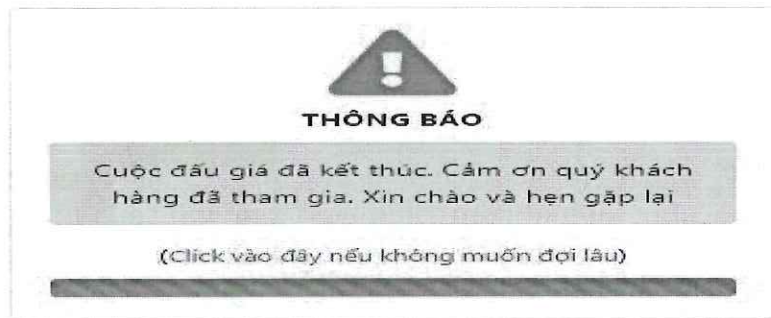 THÔNG BÁO
Cuộc đấu giá đã kết thúc. Cảm ơn quý khách
hàng đã tham gia. Xin chào và hẹn gặp lại
(Click vào đây nếu không muốn đợi lâu)